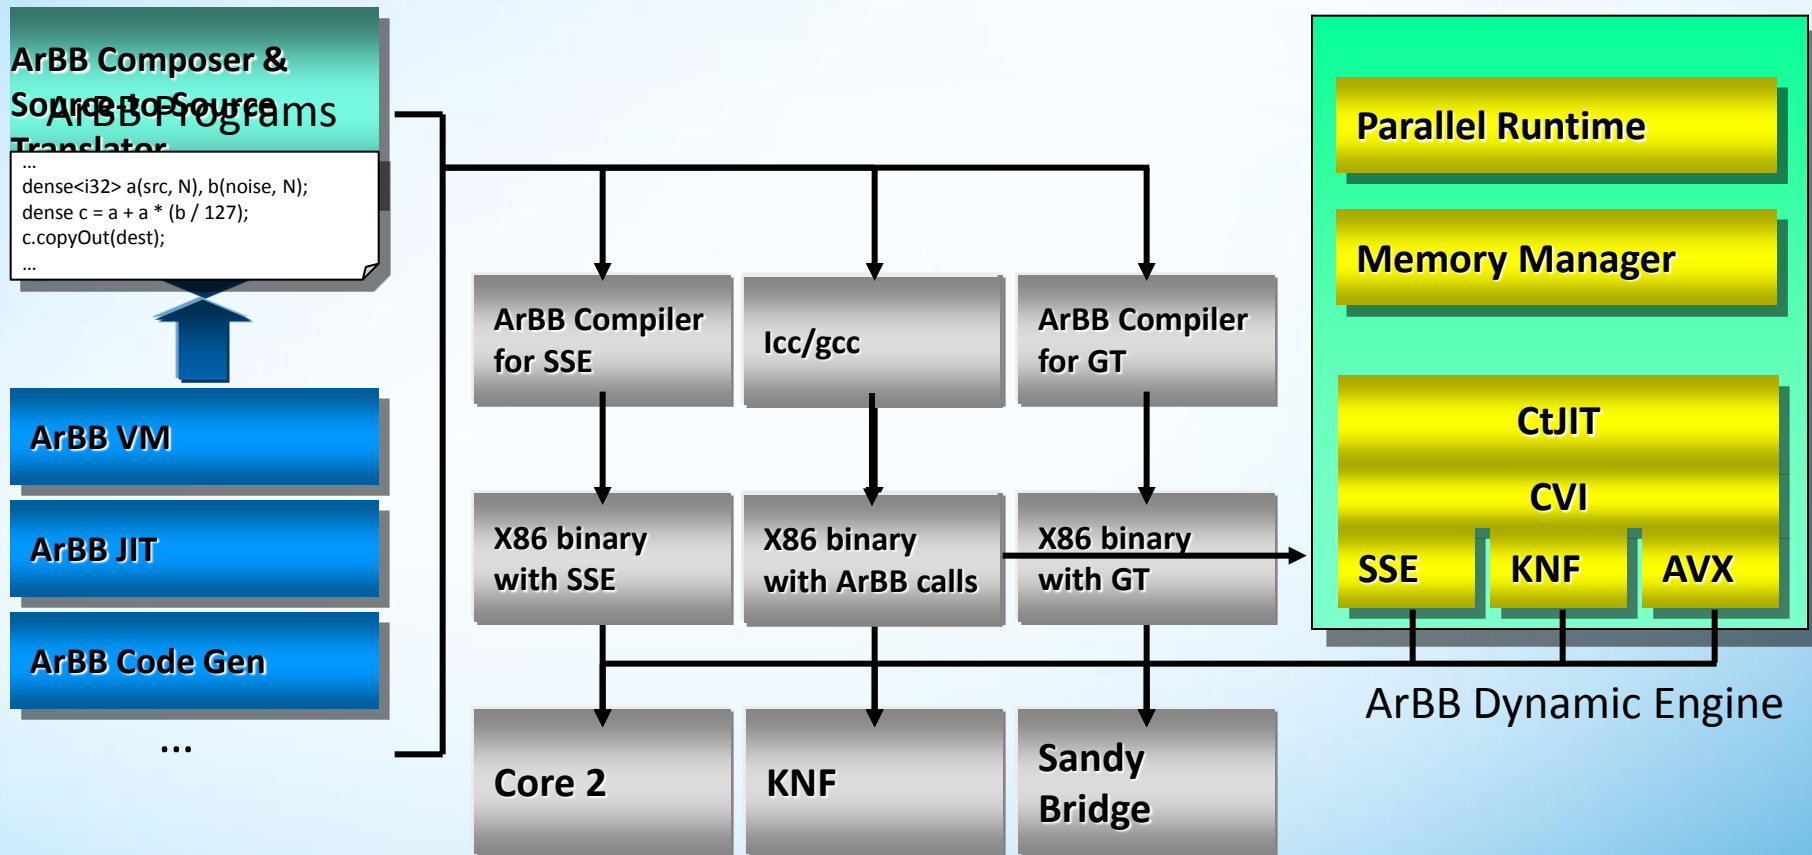 ArBB Composer &
Source-to-Source
Translator
ArBB Programs
...
dense<i32> a(src, N), b(noise, N);
dense c = a + a * (b / 127);
c.copyOut(dest);
...
ArBB VM
ArBB JIT
ArBB Code Gen
...
ArBB Compiler
for SSE
Icc/gcc
ArBB Compiler
for GT
X86 binary
with SSE
X86 binary
with ArBB calls
X86 binary
with GT
Core 2
KNF
Sandy
Bridge
Parallel Runtime
Memory Manager
CtJIT
CVI
SSE
KNF
AVX
ArBB Dynamic Engine